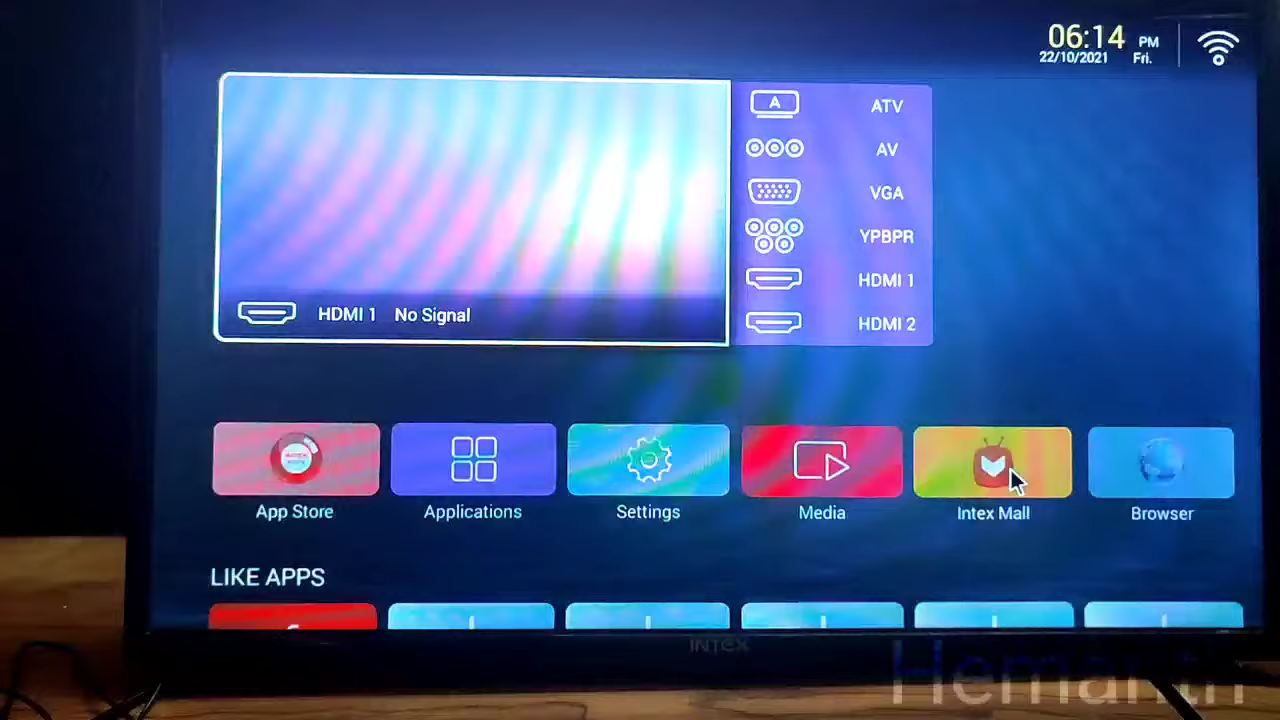 06:14 PM
22/10/2021 Fri.
A ATV
AV
VGA
YPBPR
HDMI 1
HDMI 2
HDMI 1 No Signal
App Store
Applications
Settings
Media
Intex Mall
Browser
LIKE APPS
INTEX
Hemanth